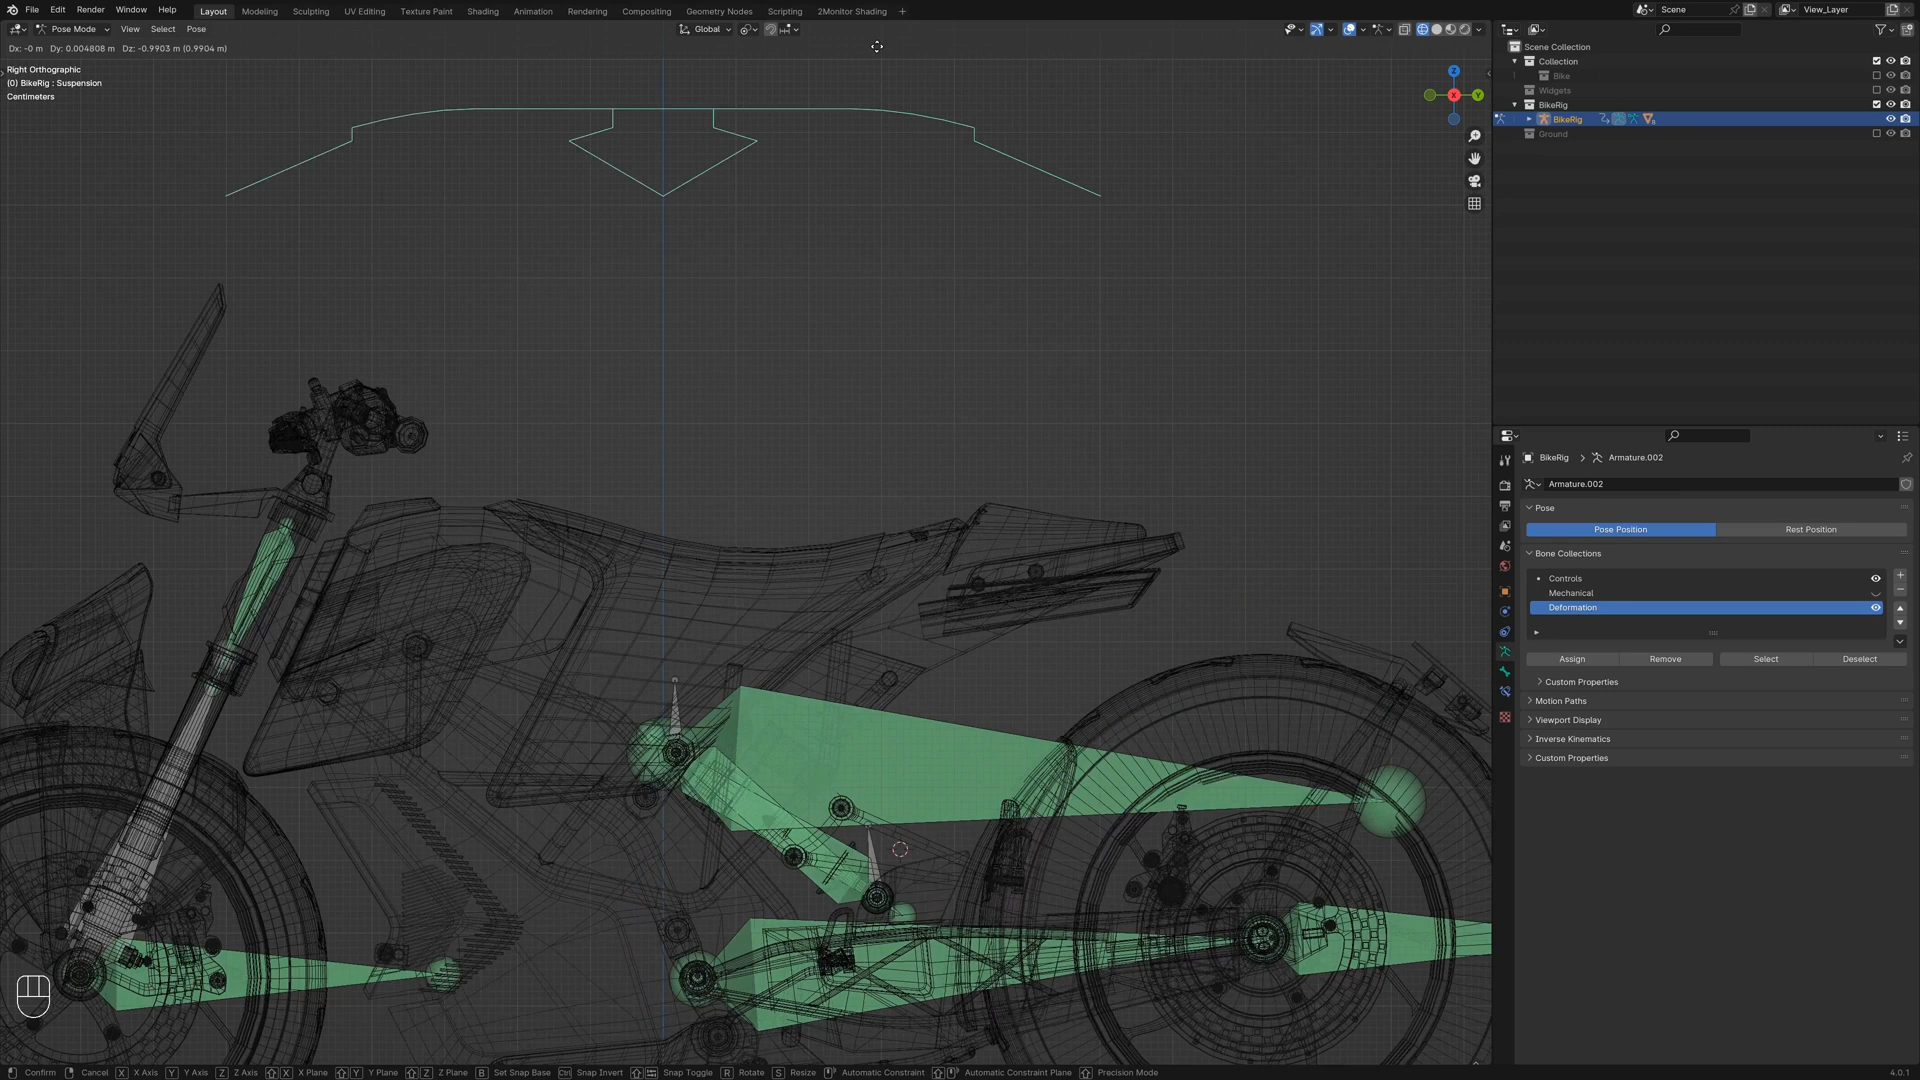 File Edit Render Window Help Layout Modeling Sculpting UV Editing Texture Paint Shading Animation Rendering Compositing Geometry Nodes Scripting 2Monitor Shading + Scene View_Layer
Pose Mode View Select Pose Global
Dx: -0 m Dy: 0.004808 m Dz: -0.9903 m (0.9904 m)
Right Orthographic
(0) BikeRig : Suspension
Centimeters
Z
Y
X
Scene Collection
Collection
Bike
Widgets
BikeRig
BikeRig
Ground
BikeRig > Armature.002
Armature.002
Pose
Pose Position Rest Position
Bone Collections
Controls
Mechanical
Deformation
Assign Remove Select Deselect
Custom Properties
Motion Paths
Viewport Display
Inverse Kinematics
Custom Properties
Confirm Cancel X X Axis Y Y Axis Z Z Axis X X Plane Y Y Plane Z Z Plane B Set Snap Base Ctrl Snap Invert Snap Toggle R Rotate S Resize Automatic Constraint Automatic Constraint Plane Precision Mode 4.0.1